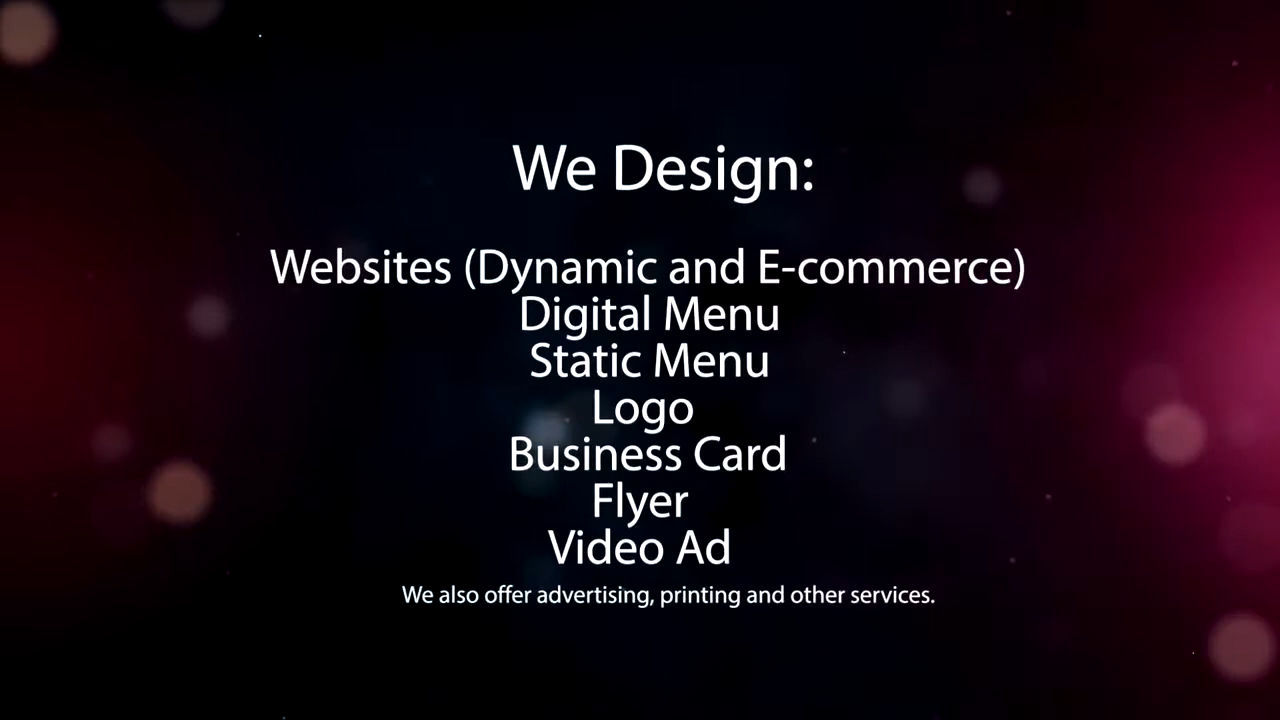 We Design:
Websites (Dynamic and E-commerce)
Digital Menu
Static Menu
Logo
Business Card
Flyer
Video Ad
We also offer advertising, printing and other services.